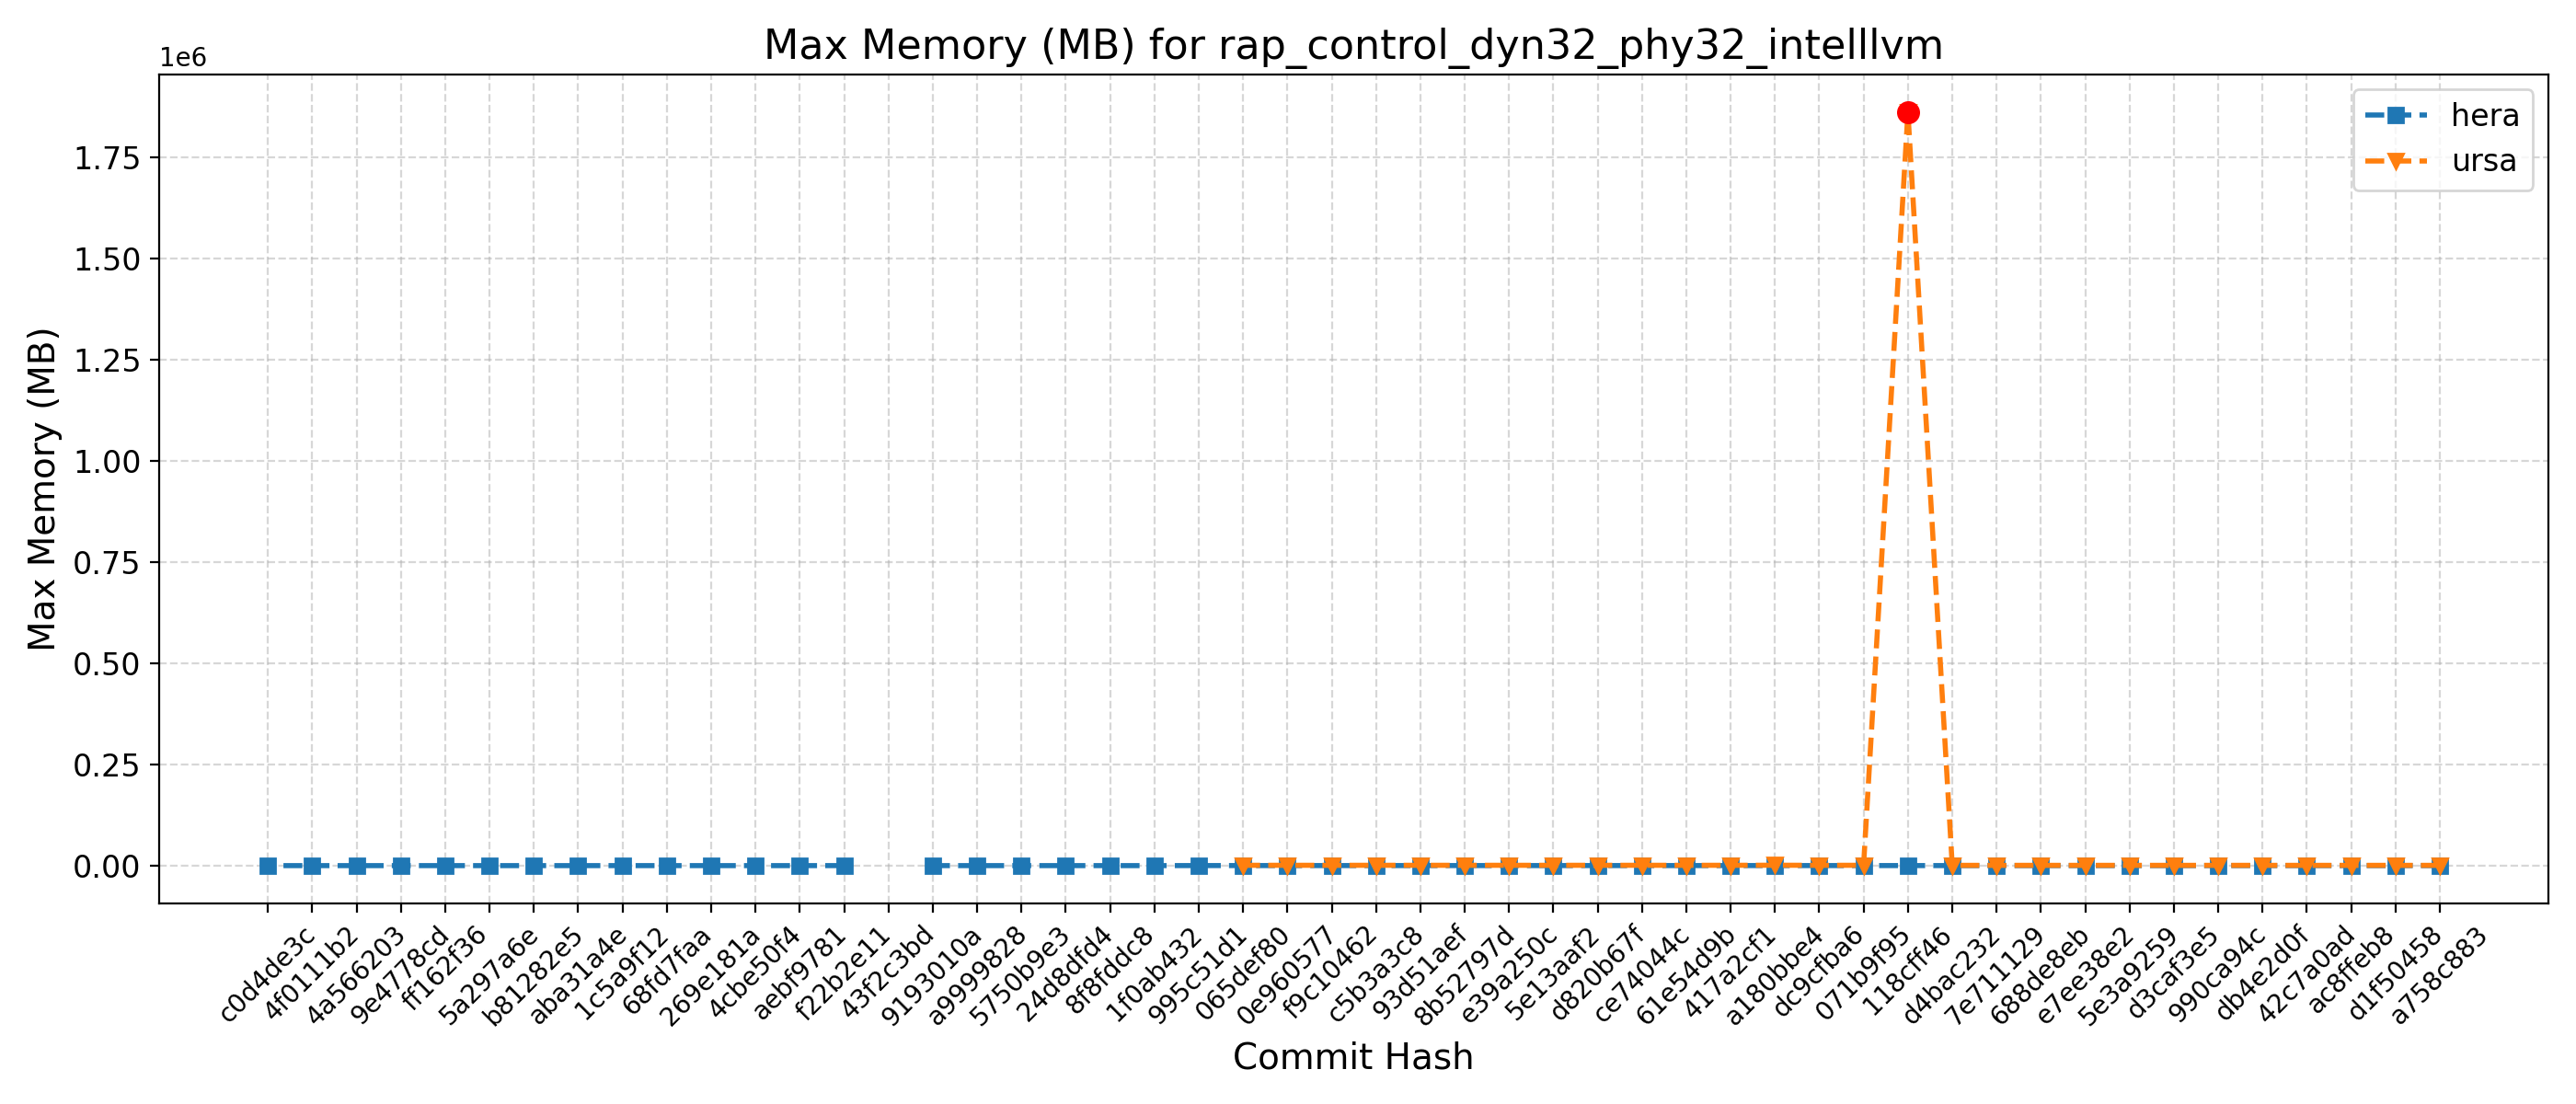 Max Memory (MB) for rap_control_dyn32_phy32_intelllvm
1e6
hera
ursa
1.75
1.50
1.25
1.00
0.75
0.50
0.25
0.00
Max Memory (MB)
c0d4de3c
4f0111b2
4a566203
9e4778cd
ff162f36
5a297a6e
b81282e5
aba31a4e
1c5a9f12
68fd7faa
269e181a
4cbe50f4
aebf9781
f22b2e11
43f2c3bd
9193010a
a9999828
5750b9e3
24d8dfd4
8f8fddc8
1f0ab432
995c51d1
065def80
0e960577
f9c10462
c5b3a3c8
93d51aef
8b52797d
e39a250c
5e13aaf2
d820b67f
ce74044c
61e54d9b
417a2cf1
a180bbe4
dc9cfba6
071b9f95
118cff46
d4bac232
7e711129
688de8eb
e7ee38e2
5e3a9259
d3caf3e5
990ca94c
db4e2d0f
42c7a0ad
ac8ffeb8
d1f50458
a758c883
Commit Hash